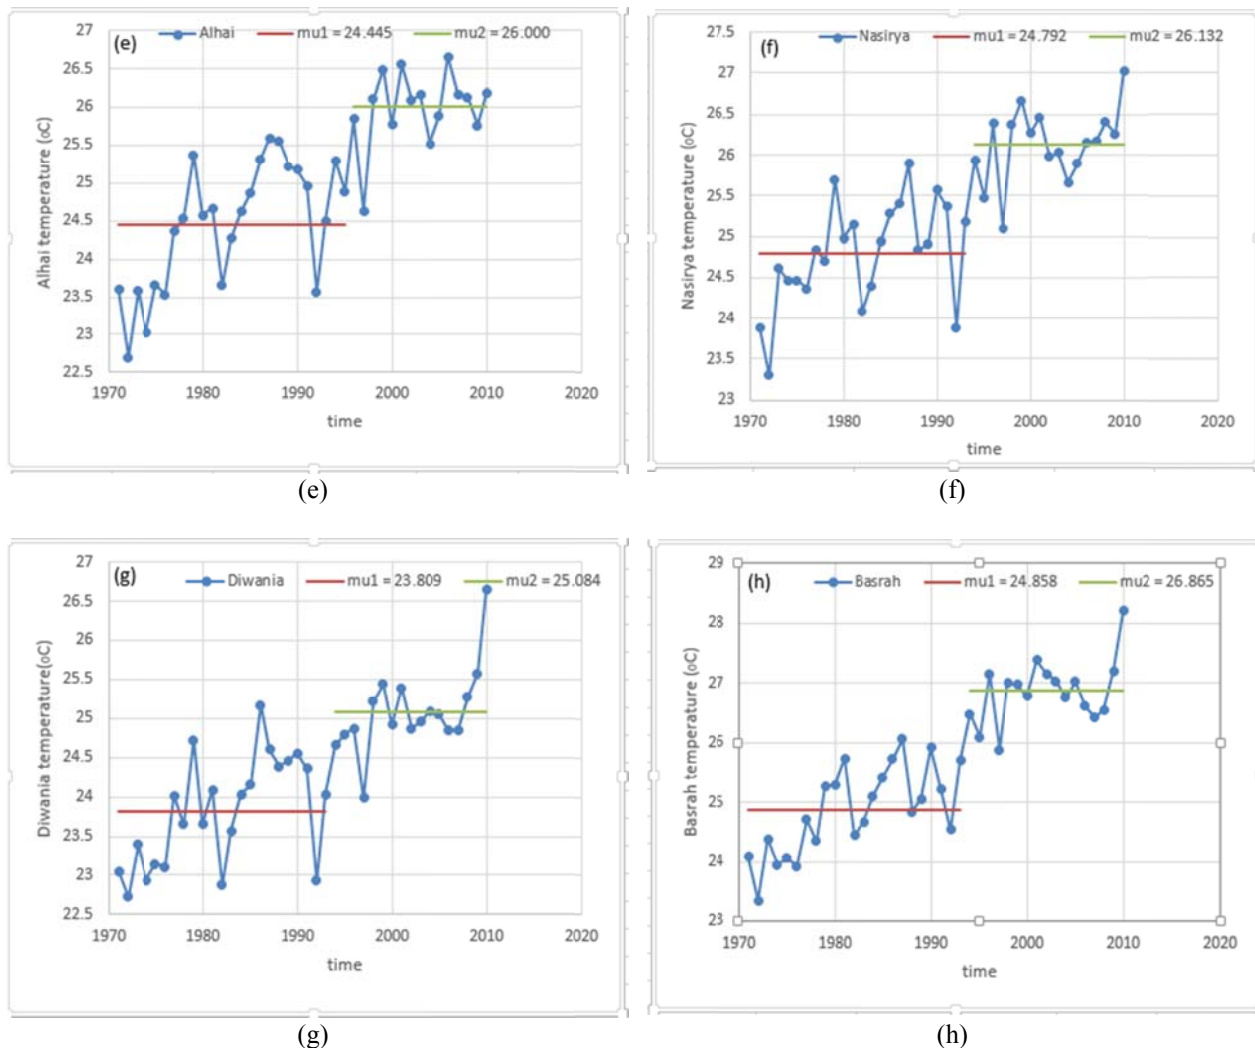 (e) Alhai mu1 = 24.445 mu2 = 26.000
27
26.5
26
25.5
25
24.5
24
23.5
23
22.5
Alhai temperature (oC)
1970 1980 1990 2000 2010 2020
time
(e)
(f) Nasirya mu1 = 24.792 mu2 = 26.132
27.5
27
26.5
26
25.5
25
24.5
24
23.5
23
Nasirya temperature (oC)
1970 1980 1990 2000 2010 2020
time
(f)
(g) Diwania mu1 = 23.809 mu2 = 25.084
27
26.5
26
25.5
25
24.5
24
23.5
23
22.5
Diwania temperature(oC)
1970 1980 1990 2000 2010 2020
time
(g)
(h) Basrah mu1 = 24.858 mu2 = 26.865
29
28
27
26
25
24
23
Basrah temperature (oC)
1970 1980 1990 2000 2010 2020
time
(h)